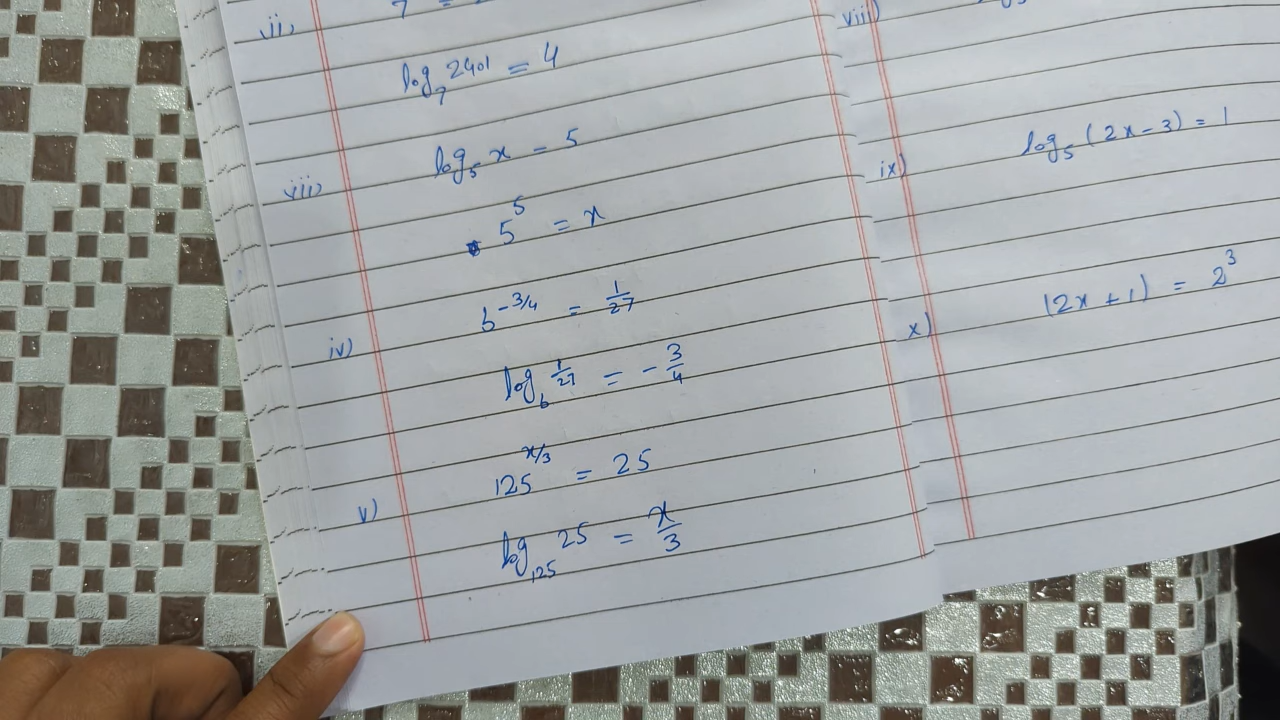 ii)
log₇ 2401 = 4
iii)
log₅ x = 5
5⁵ = x
iv)
b^-3/4 = 1/27
log_b 1/27 = -3/4
v)
125^x/3 = 25
log₁₂₅ 25 = x/3
viii)
ix)
log₅ (2x-3) = 1
x)
(2x+1) = 2³